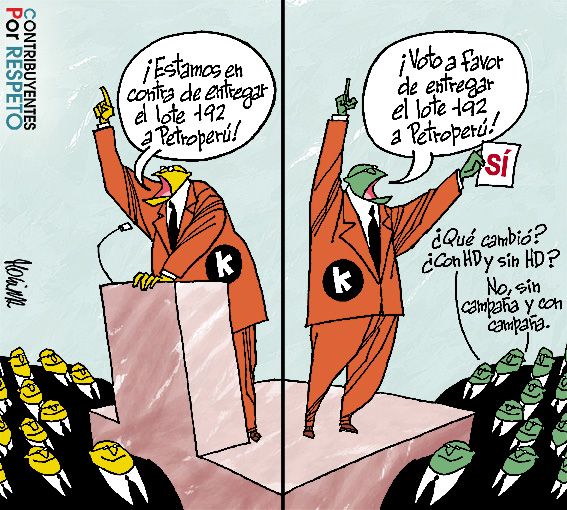 CONTRIBUYENTES
POR RESPETO
¡Estamos en
contra de entregar
el lote 192
a Petroperú!
k
¡Voto a favor
de entregar
el lote 192
a Petroperú!
SÍ
k
¿Qué cambió?
¿Con HD y sin HD?
No, sin
campaña y con
campaña.